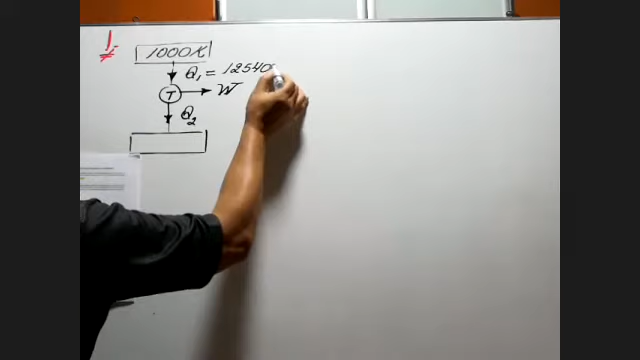 1.
1000K
Q₁ = 12540
T
W
Q₂